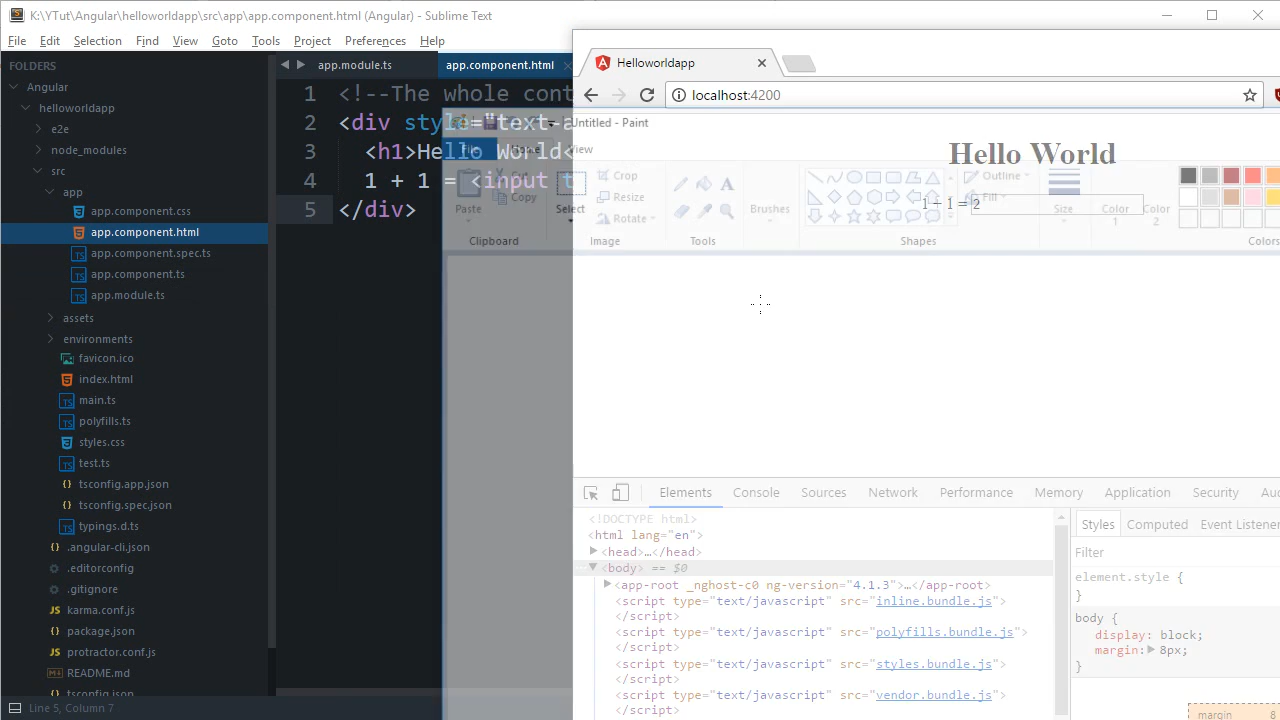 K:\YTut\Angular\helloworldapp\src\app\app.component.html (Angular) - Sublime Text
File Edit Selection Find View Goto Tools Project Preferences Help
FOLDERS
Angular
helloworldapp
e2e
node_modules
src
app
app.component.css
app.component.html
app.component.spec.ts
app.component.ts
app.module.ts
assets
environments
favicon.ico
index.html
main.ts
polyfills.ts
styles.css
test.ts
tsconfig.app.json
tsconfig.spec.json
typings.d.ts
.angular-cli.json
.editorconfig
.gitignore
karma.conf.js
package.json
protractor.conf.js
README.md
tsconfig.json
Line 5, Column 7
app.module.ts app.component.html
1 <!--The whole cont
2 <div style="text-a
3 <h1>Hello World<
4 1 + 1 = <input t
5 </div>
Helloworldapp
localhost:4200
Untitled - Paint
File Home View
Paste
Copy
Clipboard
Select
Crop
Resize
Rotate
Image
Tools
Brushes
Shapes
Outline
Fill
Size
Color 1
Color 2
Colors
Hello World
1 + 1 = 2
Elements Console Sources Network Performance Memory Application Security Au
<!DOCTYPE html>
<html lang="en">
<head>…</head>
<body> == $0
<app-root _nghost-c0 ng-version="4.1.3">…</app-root>
<script type="text/javascript" src="inline.bundle.js">
</script>
<script type="text/javascript" src="polyfills.bundle.js">
</script>
<script type="text/javascript" src="styles.bundle.js">
</script>
<script type="text/javascript" src="vendor.bundle.js">
</script>
Styles Computed Event Listener
Filter
element.style {
}
body {
display: block;
margin: 8px;
}
margin 8